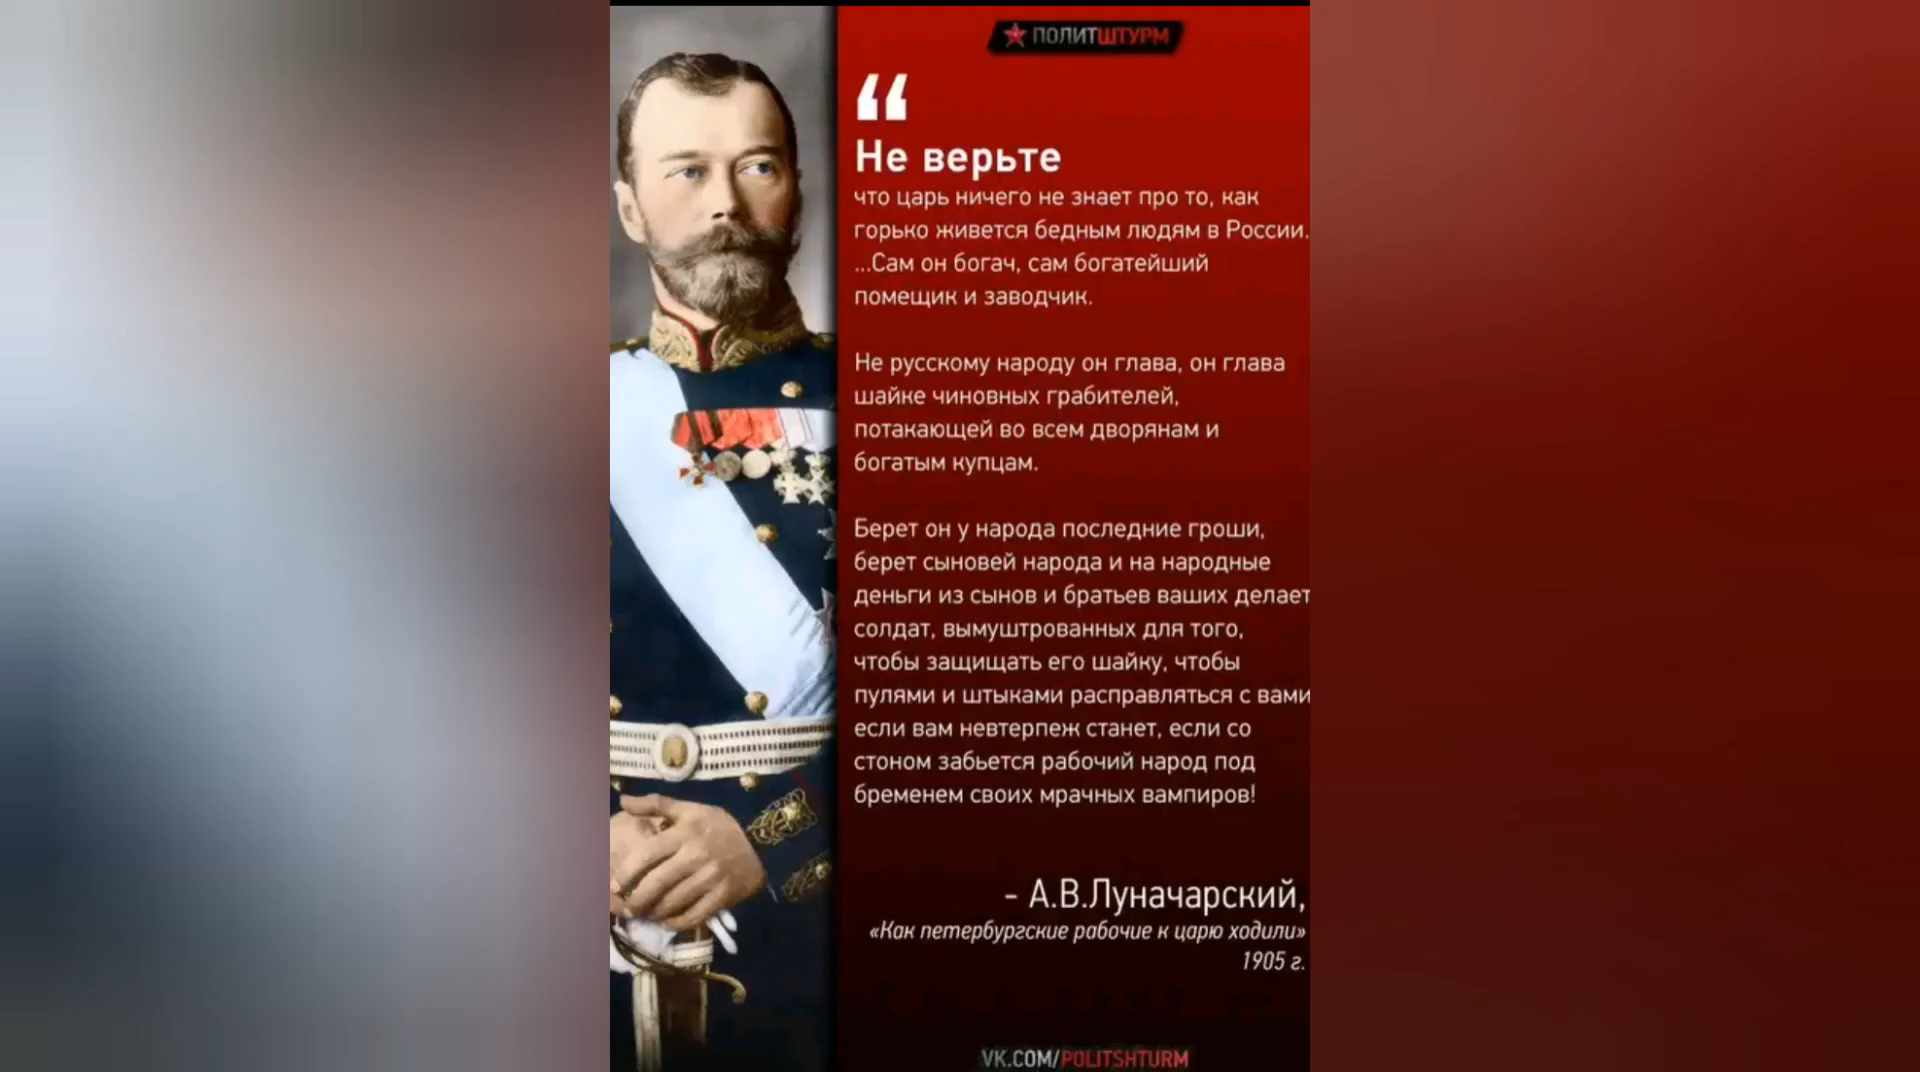 ПОЛИТШТУРМ
“
Не верьте
что царь ничего не знает про то, как
горько живется бедным людям в России.
...Сам он богач, сам богатейший
помещик и заводчик.
Не русскому народу он глава, он глава
шайке чиновных грабителей,
потакающей во всем дворянам и
богатым купцам.
Берет он у народа последние гроши,
берет сыновей народа и на народные
деньги из сынов и братьев ваших делает
солдат, вымуштрованных для того,
чтобы защищать его шайку, чтобы
пулями и штыками расправляться с вами
если вам невтерпеж станет, если со
стоном забьется рабочий народ под
бременем своих мрачных вампиров!
- А.В.Луначарский,
«Как петербургские рабочие к царю ходили»
1905 г.
VK.COM/POLITSHTURM